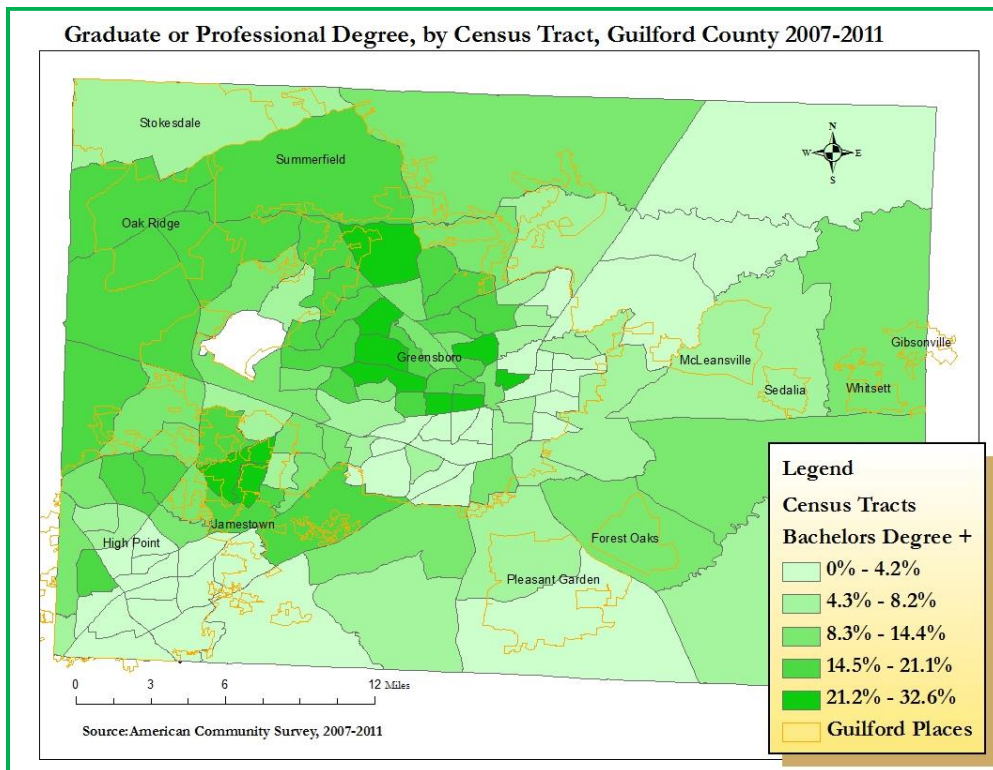 Graduate or Professional Degree, by Census Tract, Guilford County 2007-2011
Stokesdale
Summerfield
N
W E
S
Oak Ridge
Gibsonville
Greensboro
McLeansville
Sedalia
Whitsett
Legend
Census Tracts
Bachelors Degree +
0% - 4.2%
4.3% - 8.2%
8.3% - 14.4%
14.5% - 21.1%
21.2% - 32.6%
Guilford Places
Jamestown
High Point
Forest Oaks
Pleasant Garden
0 3 6 12 Miles
Source:American Community Survey, 2007-2011